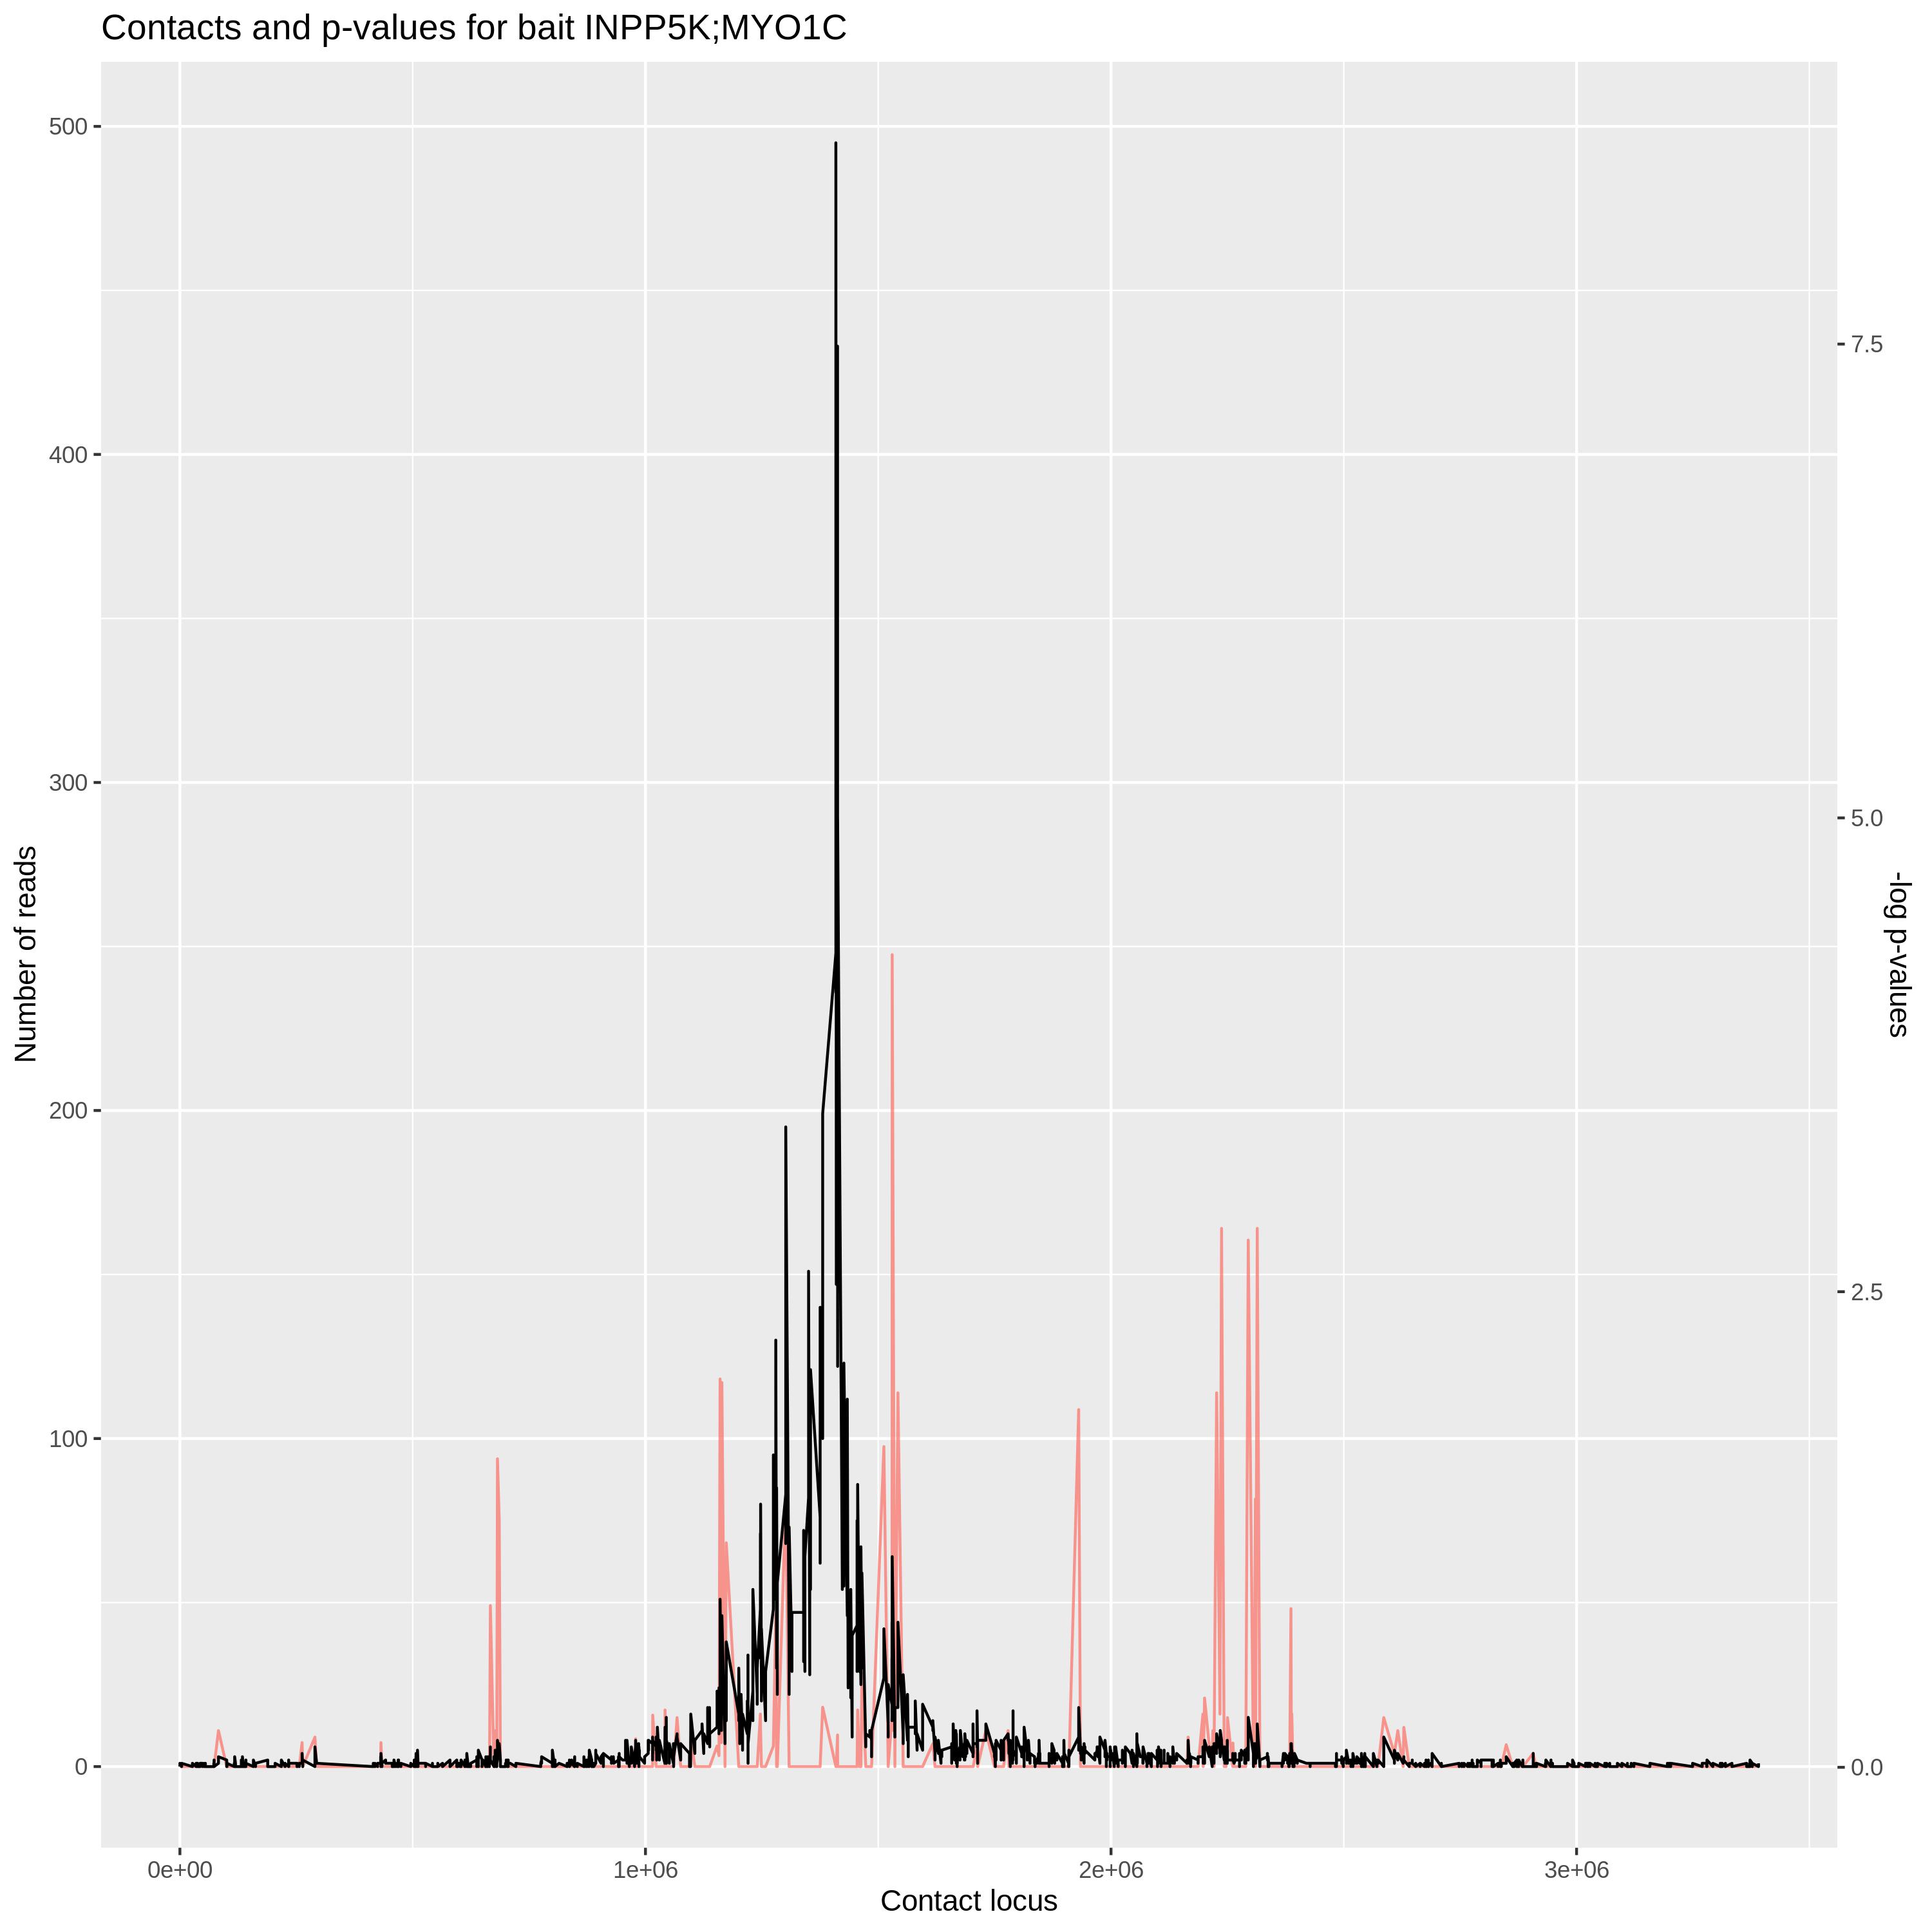 Contacts and p-values for bait INPP5K;MYO1C
500
400
300
200
100
0
Number of reads
7.5
5.0
2.5
0.0
-log p-values
0e+00 1e+06 2e+06 3e+06
Contact locus